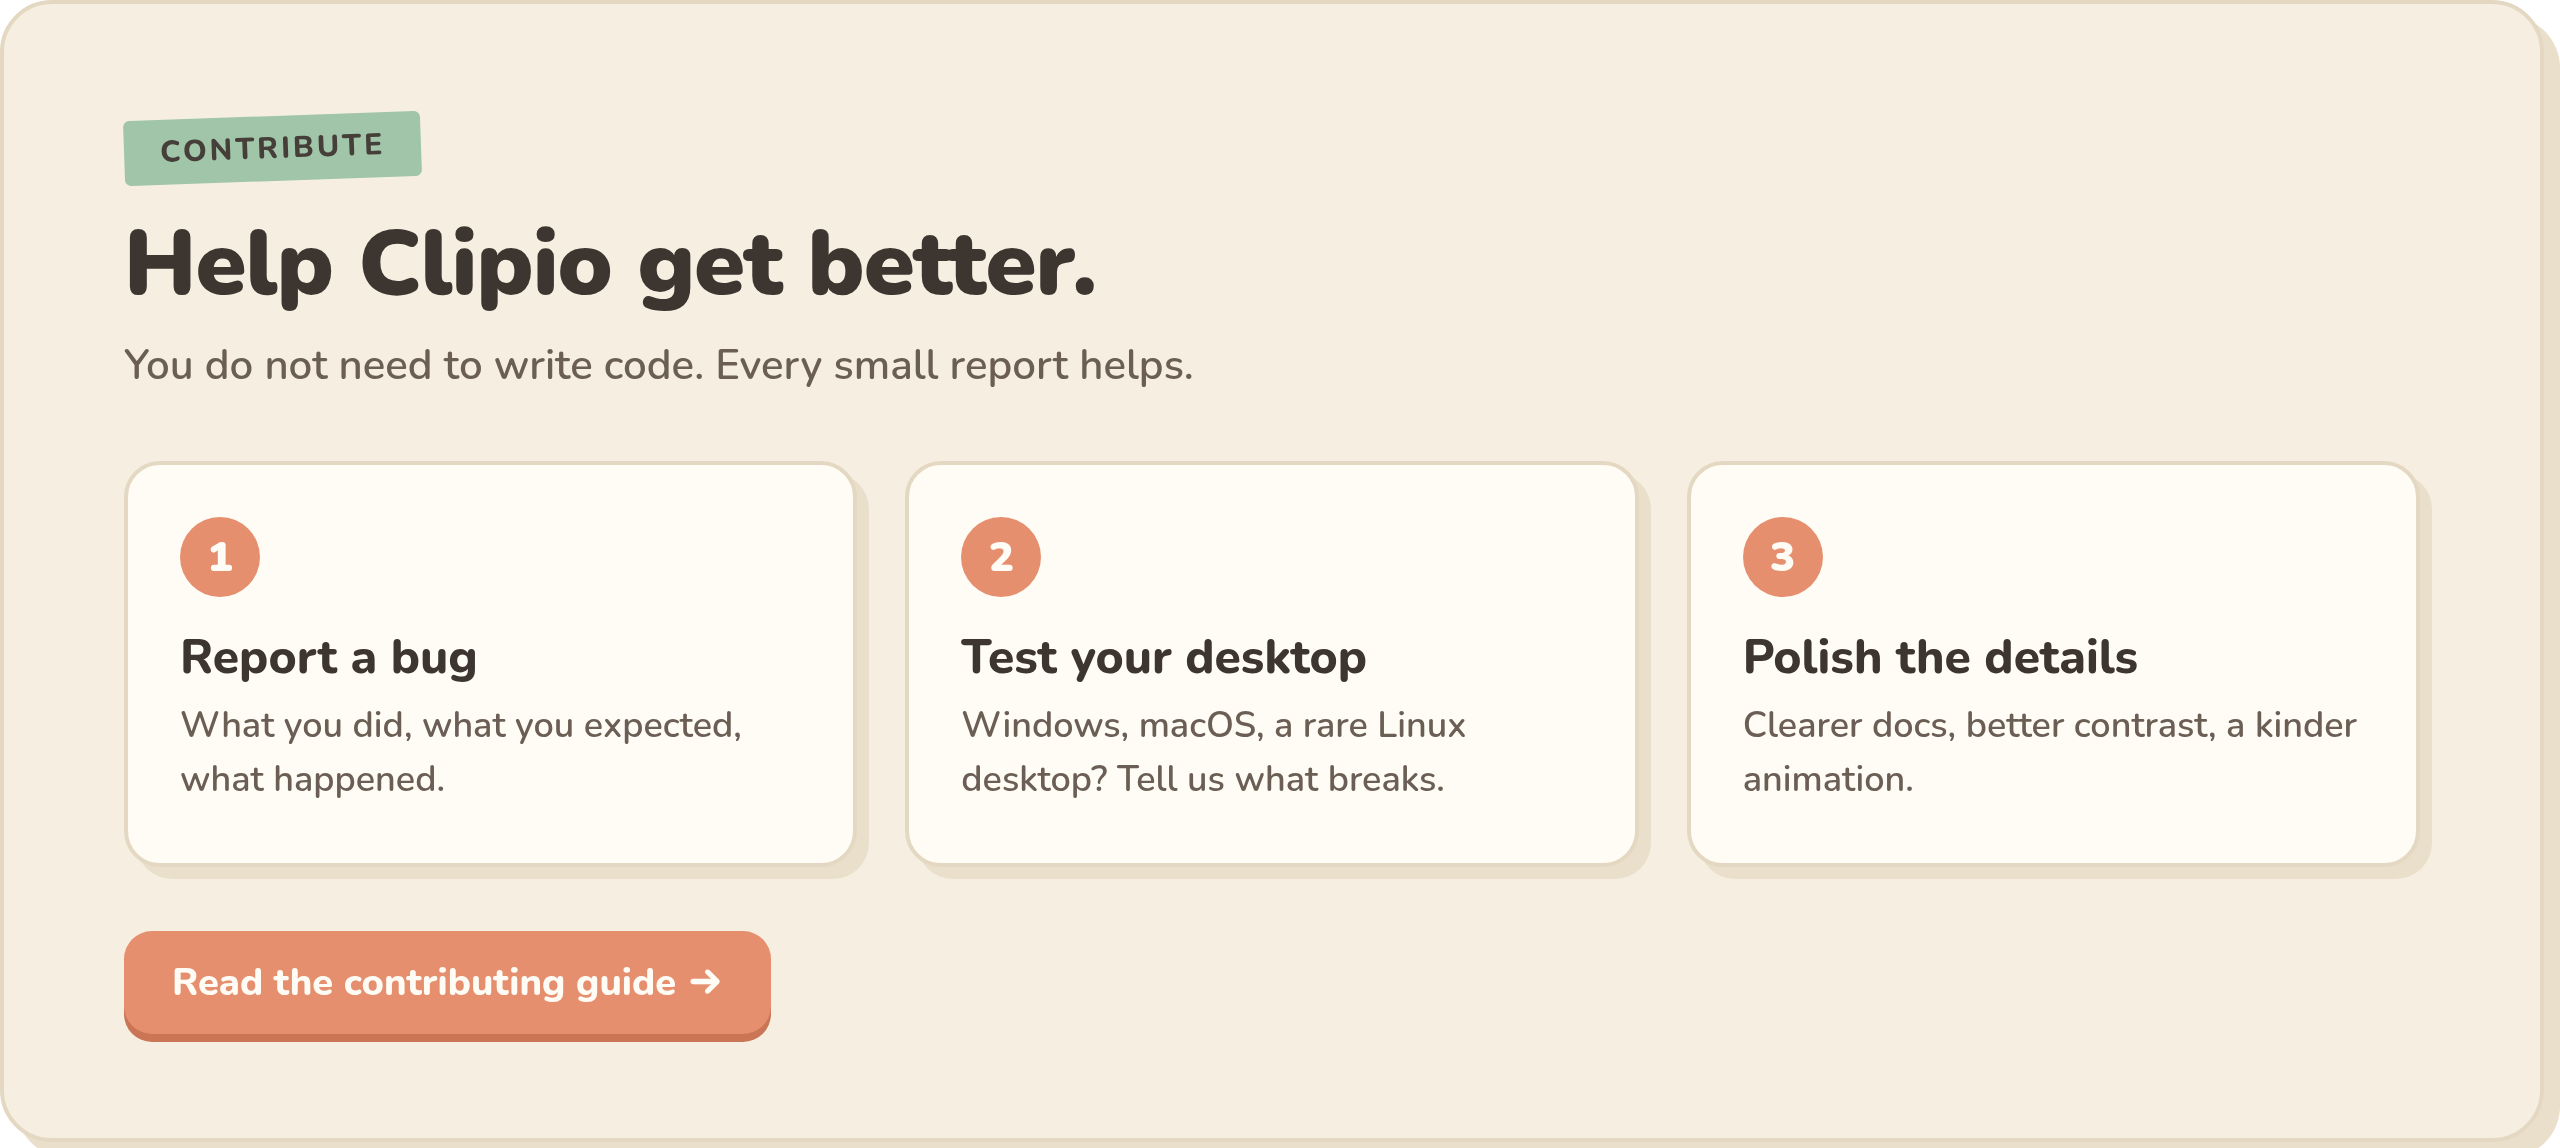 CONTRIBUTE
Help Clipio get better.
You do not need to write code. Every small report helps.
1
Report a bug
What you did, what you expected,
what happened.
2
Test your desktop
Windows, macOS, a rare Linux
desktop? Tell us what breaks.
3
Polish the details
Clearer docs, better contrast, a kinder
animation.
Read the contributing guide →